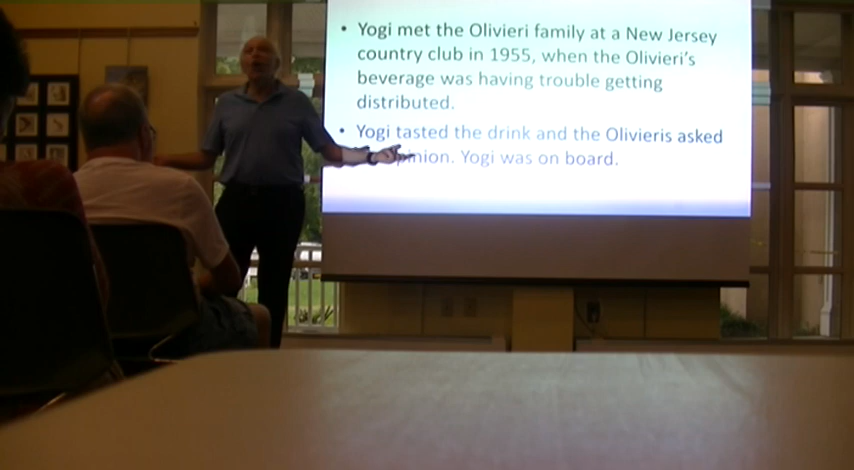 • Yogi met the Olivieri family at a New Jersey
country club in 1955, when the Olivieri's
beverage was having trouble getting
distributed.
• Yogi tasted the drink and the Olivieris asked
Yogi was on board.